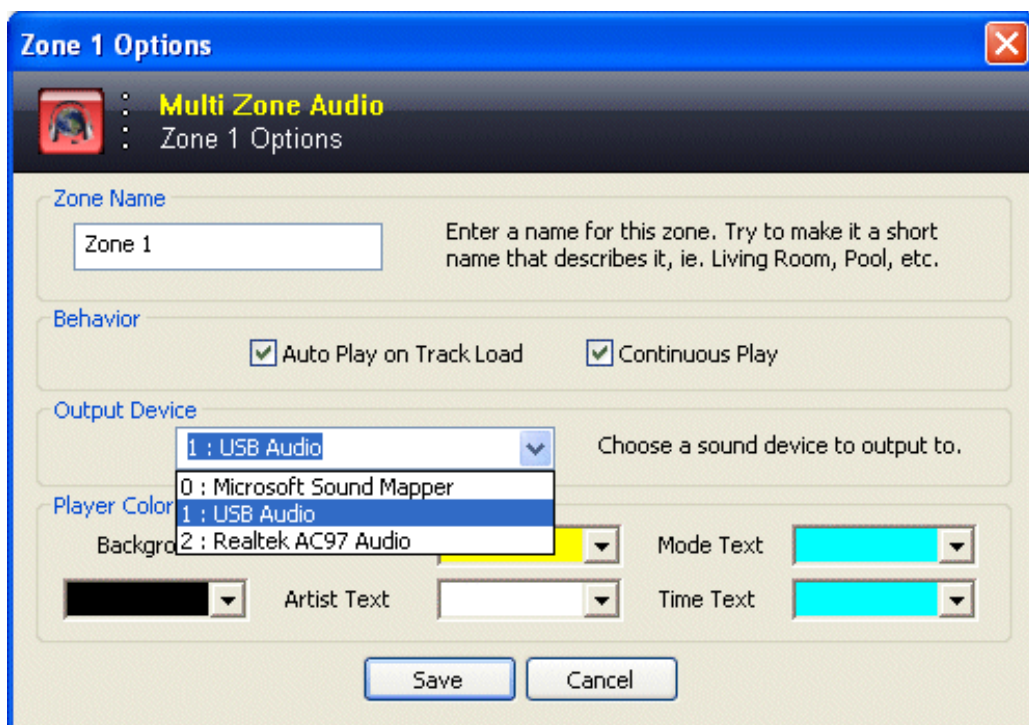 Zone 1 Options
Multi Zone Audio
Zone 1 Options
Zone Name
Zone 1
Enter a name for this zone. Try to make it a short
name that describes it, ie. Living Room, Pool, etc.
Behavior
Auto Play on Track Load
Continuous Play
Output Device
1 : USB Audio
Choose a sound device to output to.
0 : Microsoft Sound Mapper
1 : USB Audio
2 : Realtek AC97 Audio
Player Color
Backgro
Mode Text
Artist Text
Time Text
Save
Cancel